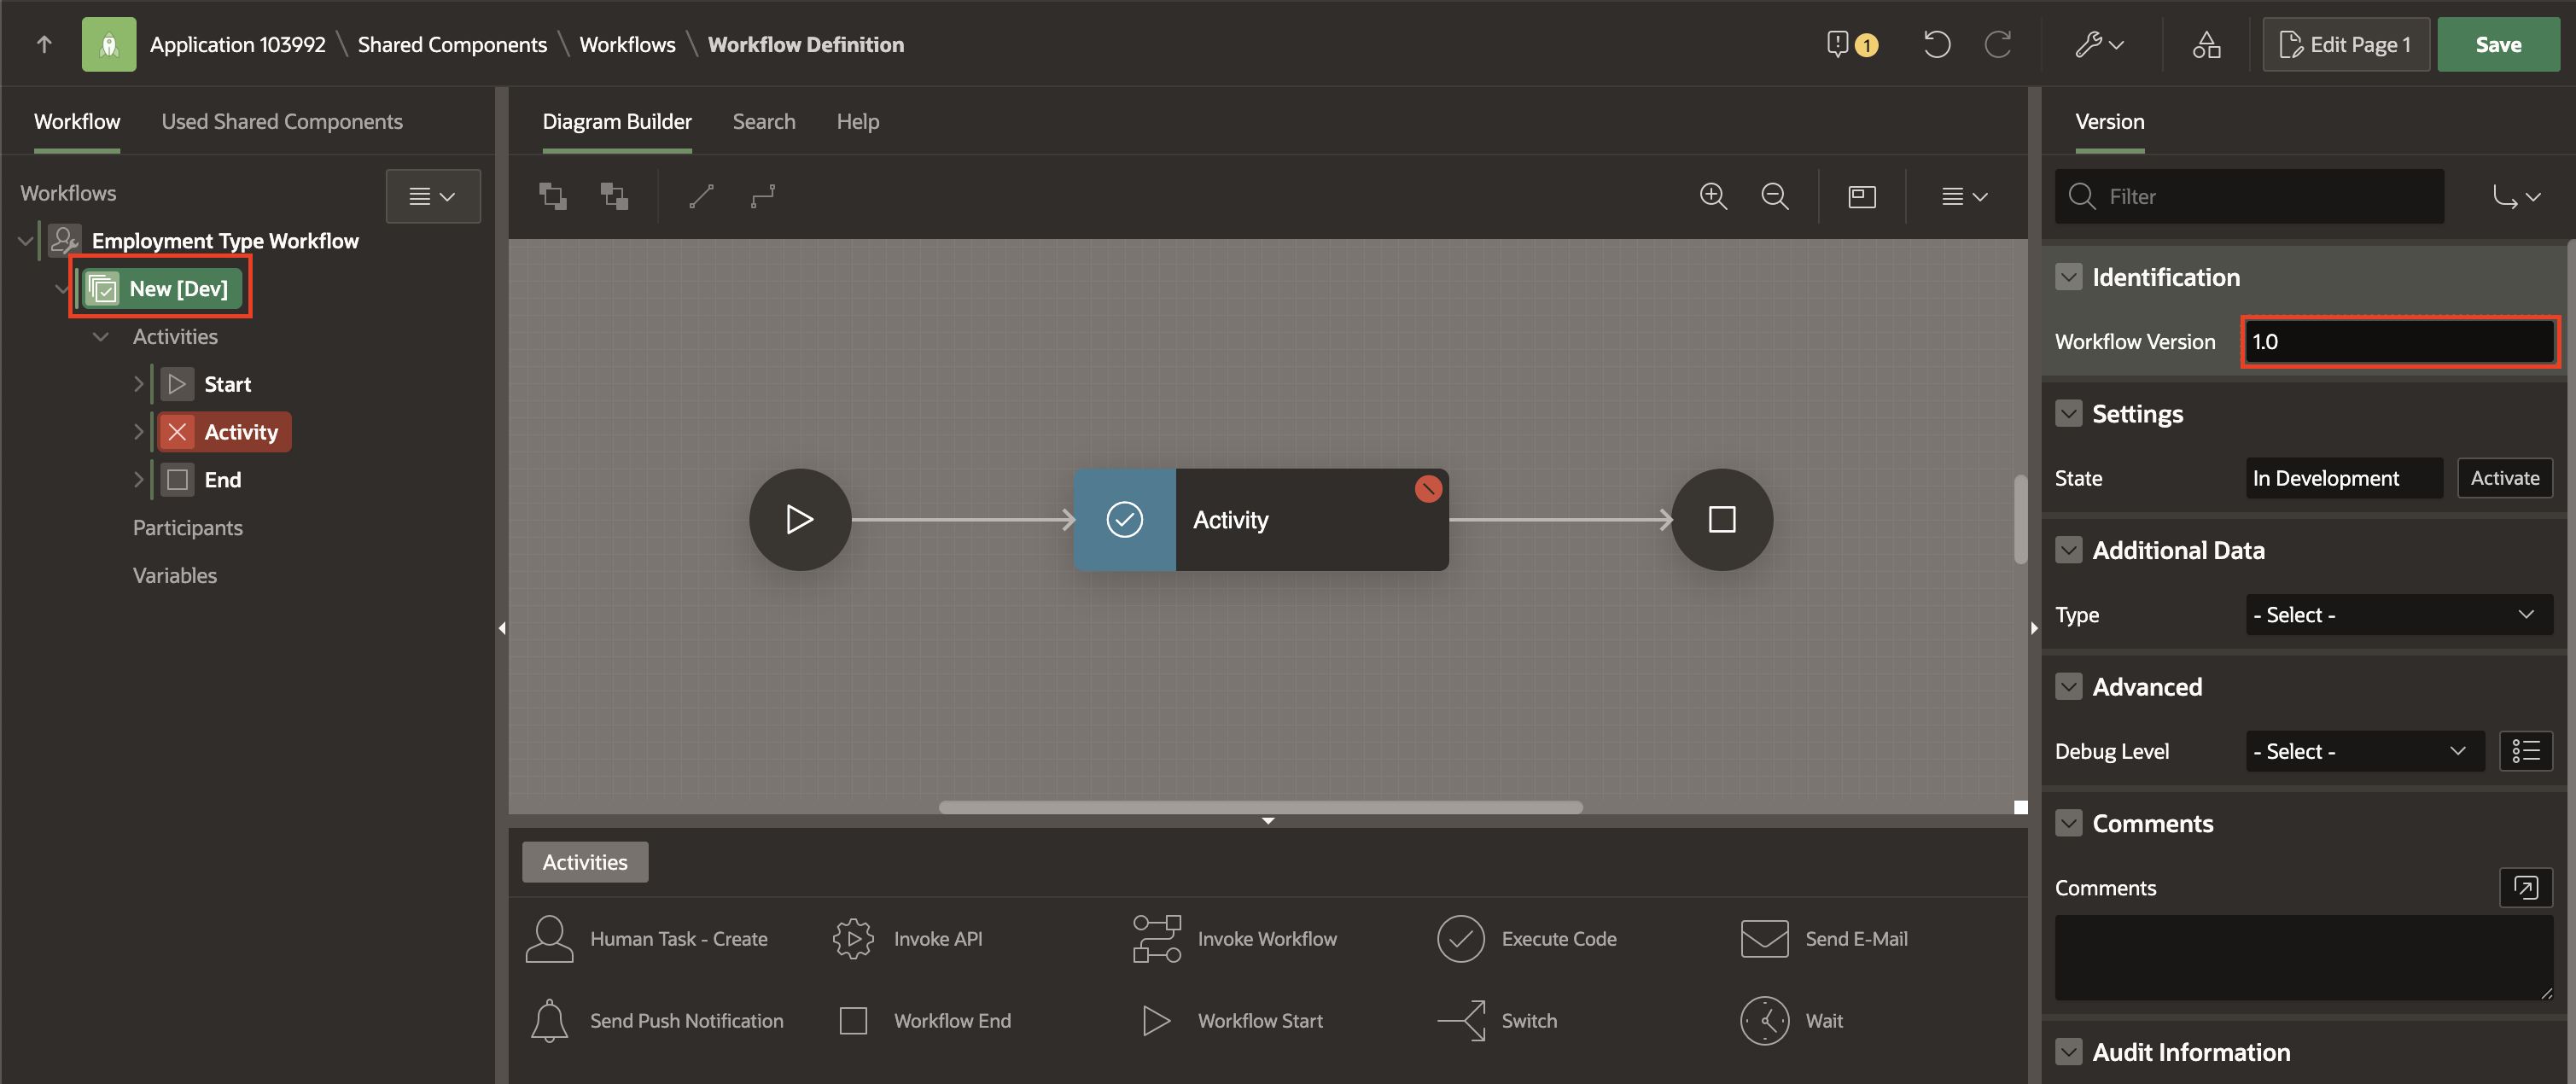 Application 103992 \ Shared Components \ Workflows \ Workflow Definition
1
Edit Page 1
Save
Workflow
Used Shared Components
Workflows
Employment Type Workflow
New [Dev]
Activities
Start
Activity
End
Participants
Variables
Diagram Builder
Search
Help
Activity
Activities
Human Task - Create
Invoke API
Invoke Workflow
Execute Code
Send E-Mail
Send Push Notification
Workflow End
Workflow Start
Switch
Wait
Version
Filter
Identification
Workflow Version 1.0
Settings
State In Development Activate
Additional Data
Type - Select -
Advanced
Debug Level - Select -
Comments
Comments
Audit Information